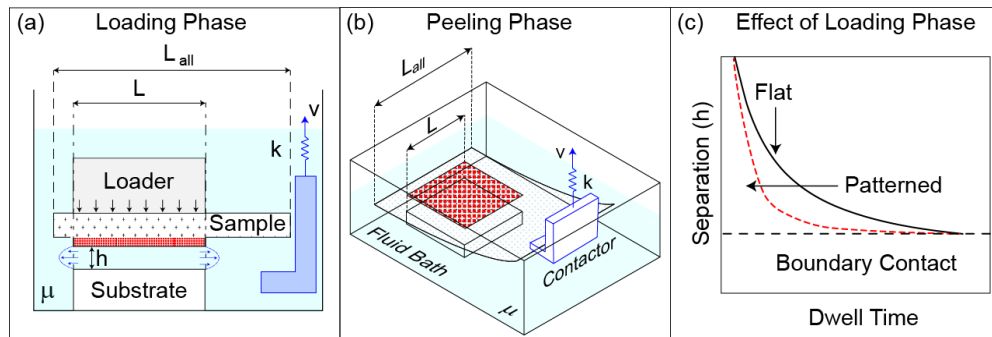 (a) Loading Phase
L all
L
v
k
Loader
Sample
h
μ
Substrate
(b) Peeling Phase
Lall
L
v
k
Fluid Bath
Contactor
μ
(c) Effect of Loading Phase
Separation (h)
Flat
Patterned
Boundary Contact
Dwell Time